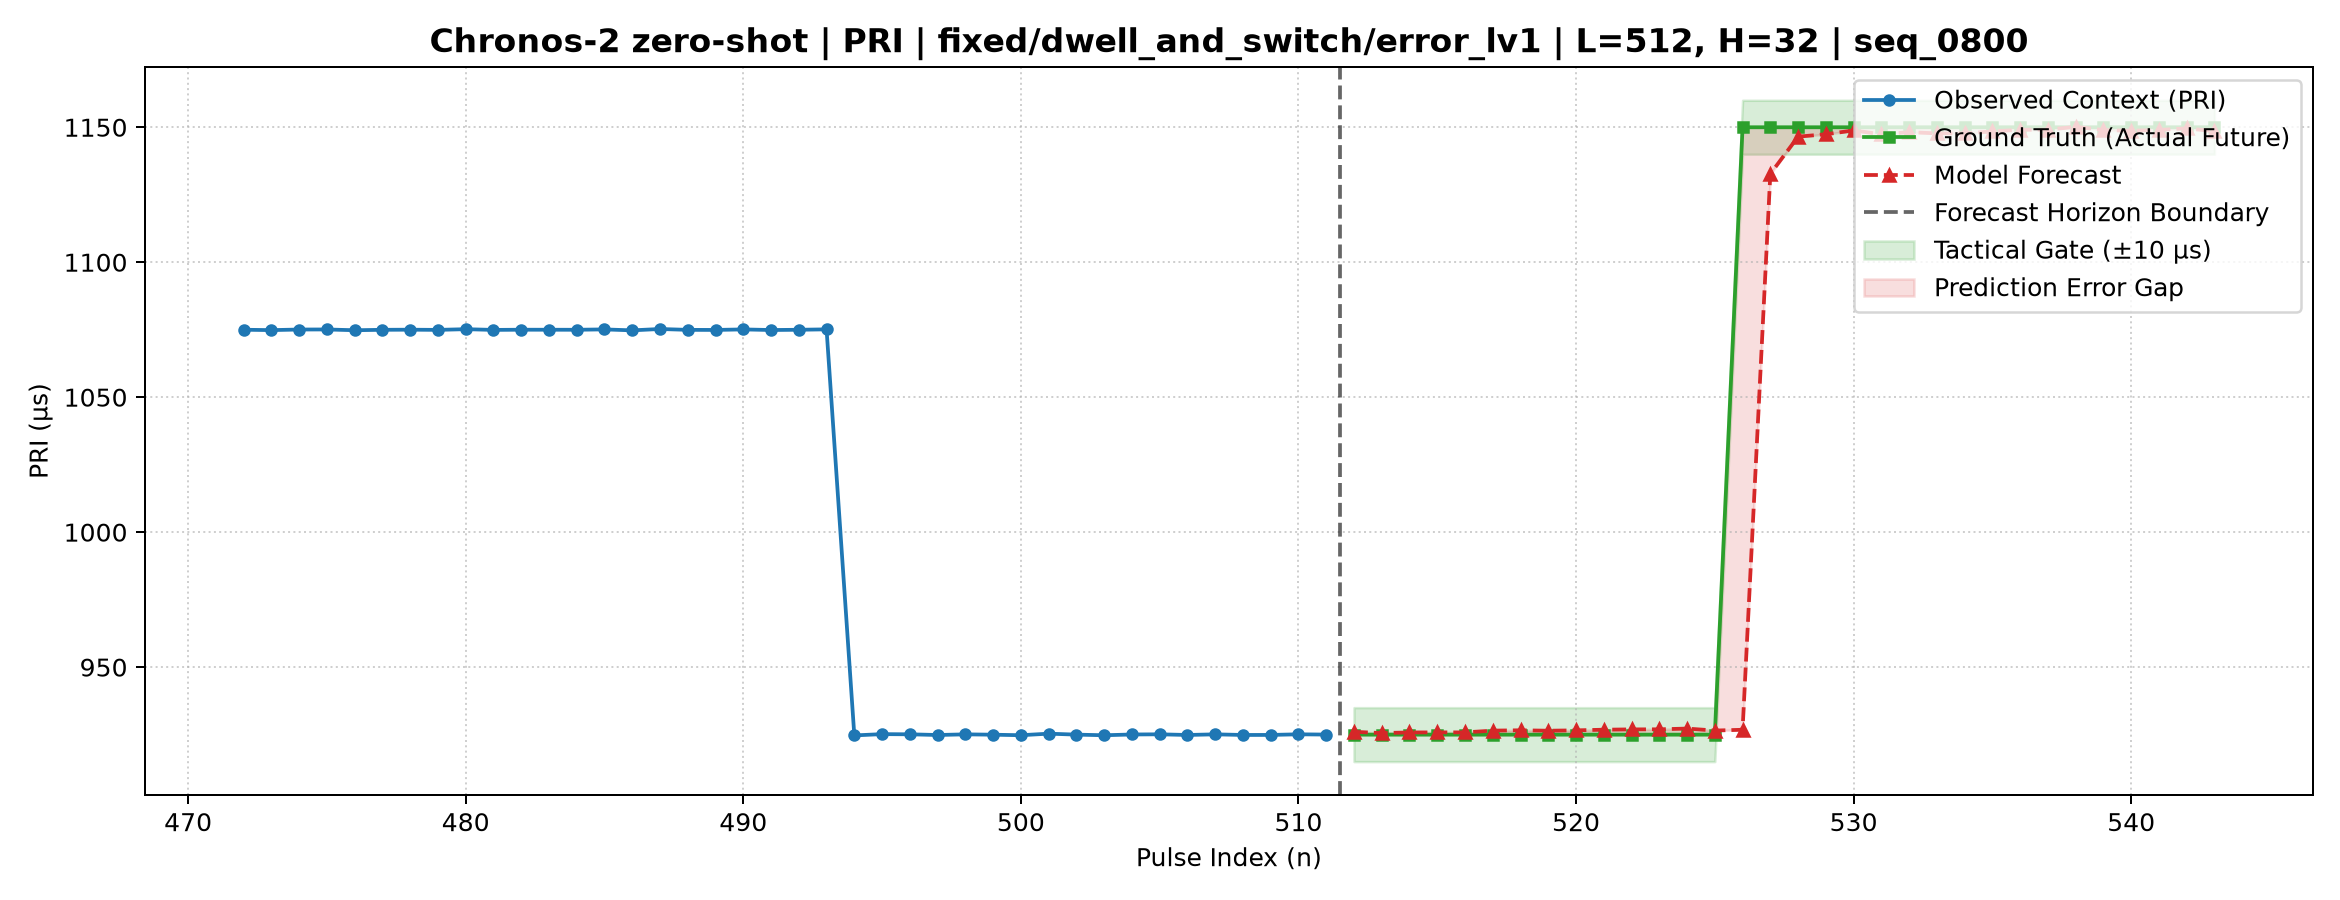 Chronos-2 zero-shot | PRI | fixed/dwell_and_switch/error_lv1 | L=512, H=32 | seq_0800
PRI (µs)
1150
1100
1050
1000
950
Observed Context (PRI)
Ground Truth (Actual Future)
Model Forecast
Forecast Horizon Boundary
Tactical Gate (±10 µs)
Prediction Error Gap
470 480 490 500 510 520 530 540
Pulse Index (n)